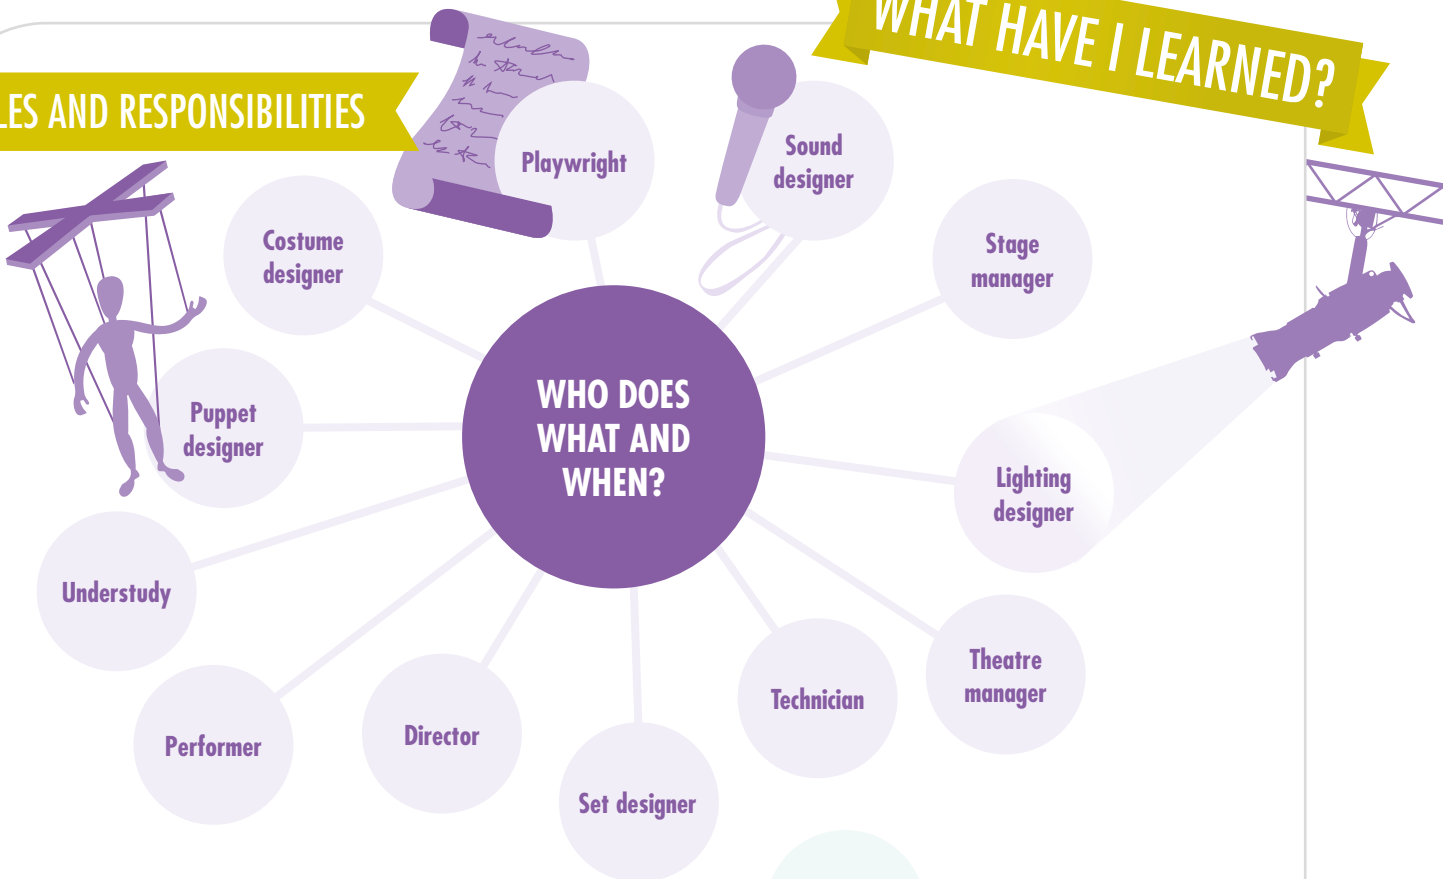 WHAT HAVE I LEARNED?
LES AND RESPONSIBILITIES
Playwright
Sound
designer
Costume
designer
Stage
manager
WHO DOES
WHAT AND
WHEN?
Puppet
designer
Lighting
designer
Understudy
Theatre
manager
Technician
Performer
Director
Set designer